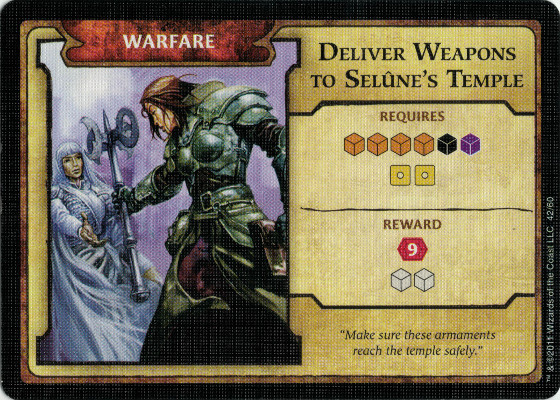 WARFARE
DELIVER WEAPONS
TO SELÛNE'S TEMPLE
REQUIRES
REWARD
9
"Make sure these armaments
reach the temple safely."
™ & ©2011 Wizards of the Coast LLC 42/60